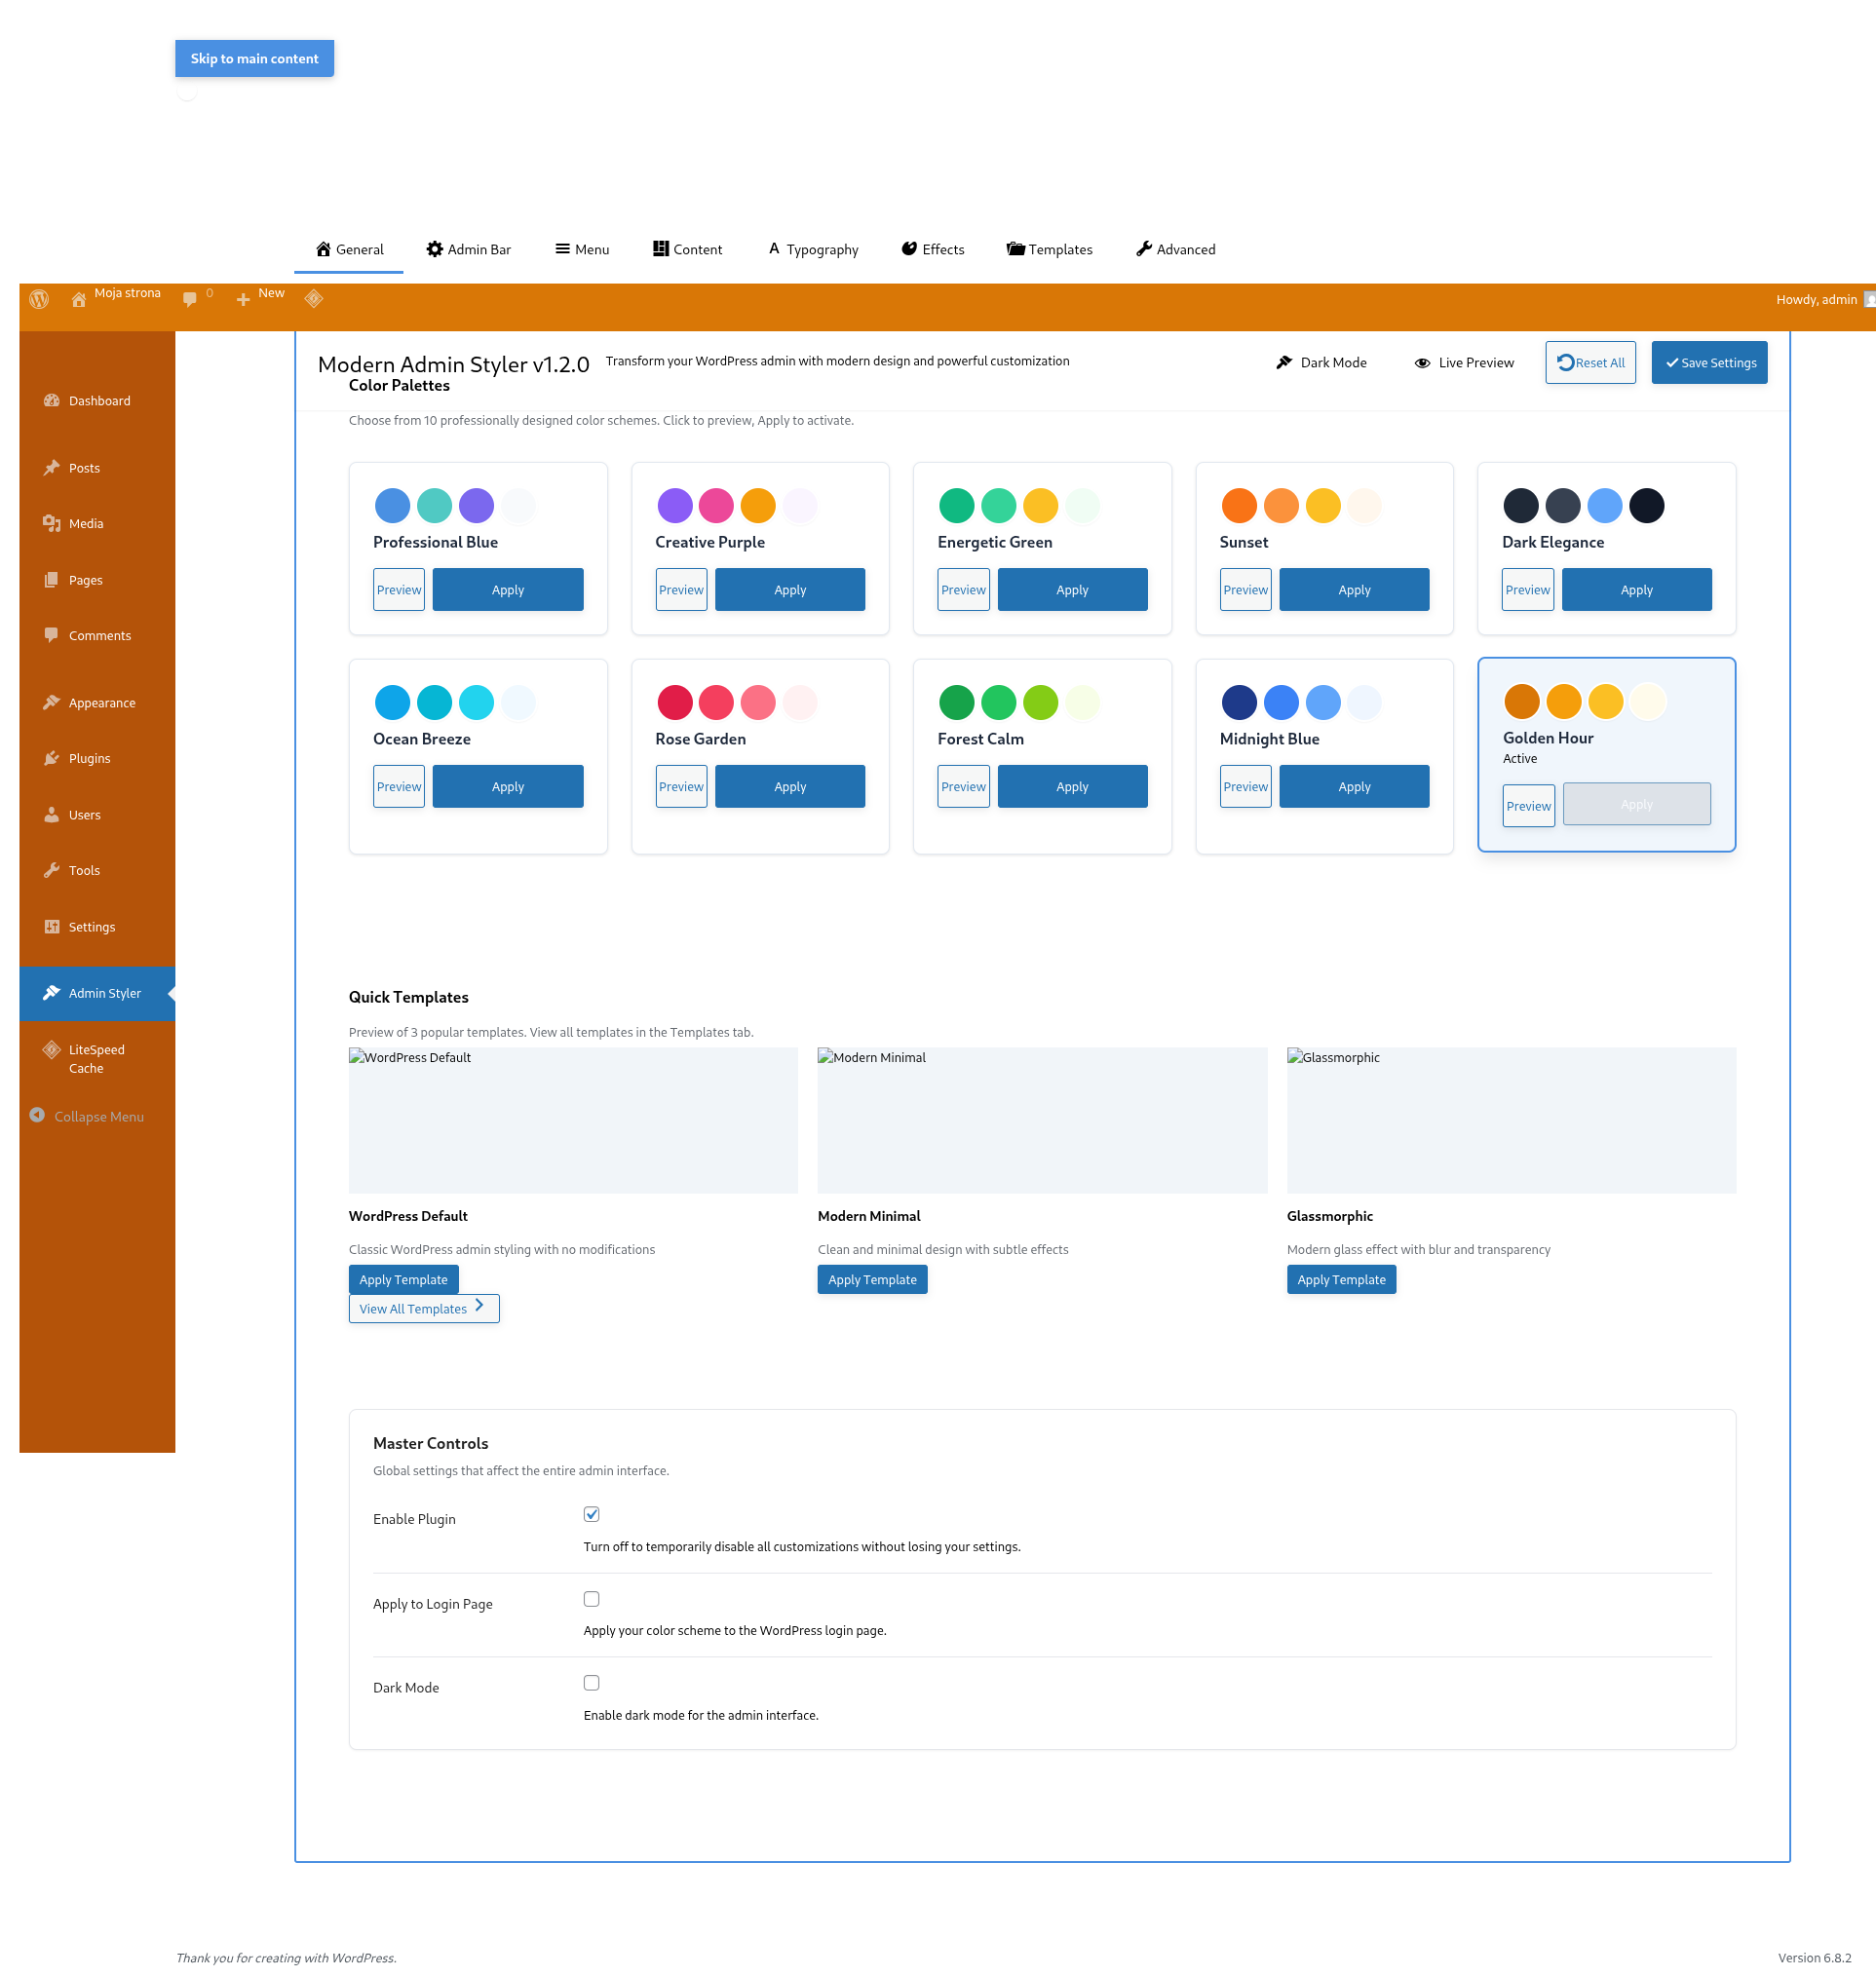 Skip to main content
General Admin Bar Menu Content Typography Effects Templates Advanced
Moja strona 0 New Howdy, admin
Modern Admin Styler v1.2.0 Transform your WordPress admin with modern design and powerful customization Dark Mode Live Preview Reset All Save Settings
Dashboard
Posts
Media
Pages
Comments
Appearance
Plugins
Users
Tools
Settings
Admin Styler
LiteSpeed
Cache
Collapse Menu
Color Palettes
Choose from 10 professionally designed color schemes. Click to preview, Apply to activate.
Professional Blue
Preview Apply
Creative Purple
Preview Apply
Energetic Green
Preview Apply
Sunset
Preview Apply
Dark Elegance
Preview Apply
Ocean Breeze
Preview Apply
Rose Garden
Preview Apply
Forest Calm
Preview Apply
Midnight Blue
Preview Apply
Golden Hour
Active
Preview Apply
Quick Templates
Preview of 3 popular templates. View all templates in the Templates tab.
WordPress Default
WordPress Default
Classic WordPress admin styling with no modifications
Apply Template
Modern Minimal
Modern Minimal
Clean and minimal design with subtle effects
Apply Template
Glassmorphic
Glassmorphic
Modern glass effect with blur and transparency
Apply Template
View All Templates
Master Controls
Global settings that affect the entire admin interface.
Enable Plugin
Turn off to temporarily disable all customizations without losing your settings.
Apply to Login Page
Apply your color scheme to the WordPress login page.
Dark Mode
Enable dark mode for the admin interface.
Thank you for creating with WordPress. Version 6.8.2